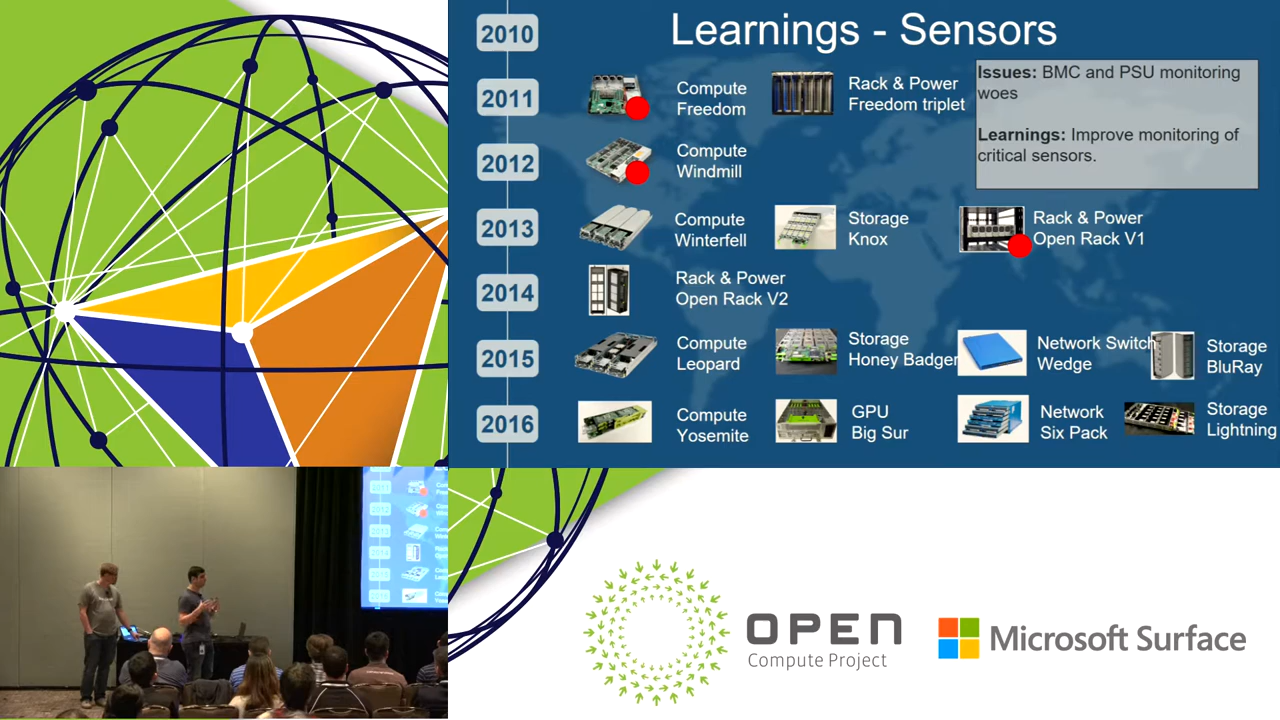 Learnings - Sensors
2010
2011
Compute
Freedom
Rack & Power
Freedom triplet
Issues: BMC and PSU monitoring
woes
Learnings: Improve monitoring of
critical sensors.
2012
Compute
Windmill
2013
Compute
Winterfell
Storage
Knox
Rack & Power
Open Rack V1
2014
Rack & Power
Open Rack V2
2015
Compute
Leopard
Storage
Honey Badger
Network Switch
Wedge
Storage
BluRay
2016
Compute
Yosemite
GPU
Big Sur
Network
Six Pack
Storage
Lightning
OPEN
Compute Project
Microsoft Surface